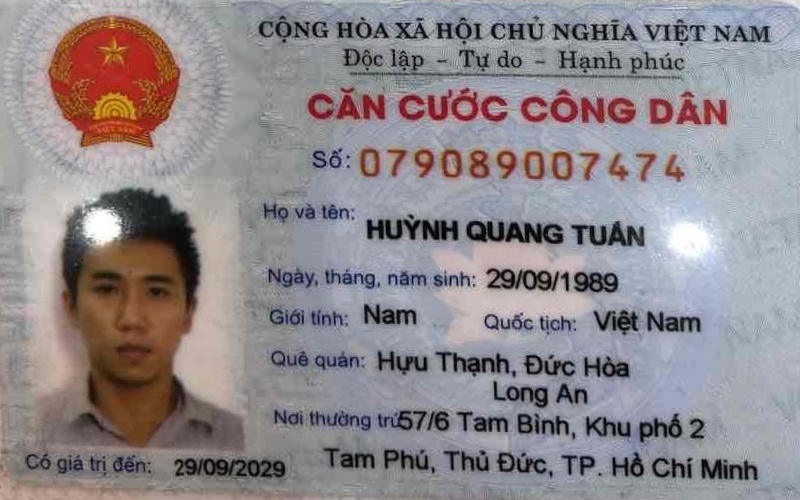 CỘNG HÒA XÃ HỘI CHỦ NGHĨA VIỆT NAM
Độc lập - Tự do - Hạnh phúc
CĂN CƯỚC CÔNG DÂN
Số: 079089007474
Họ và tên: HUỲNH QUANG TUẤN
Ngày, tháng, năm sinh: 29/09/1989
Giới tính: Nam Quốc tịch: Việt Nam
Quê quán: Hựu Thạnh, Đức Hòa
Long An
Nơi thường trú: 57/6 Tam Bình, Khu phố 2
Tam Phú, Thủ Đức, TP. Hồ Chí Minh
Có giá trị đến: 29/09/2029